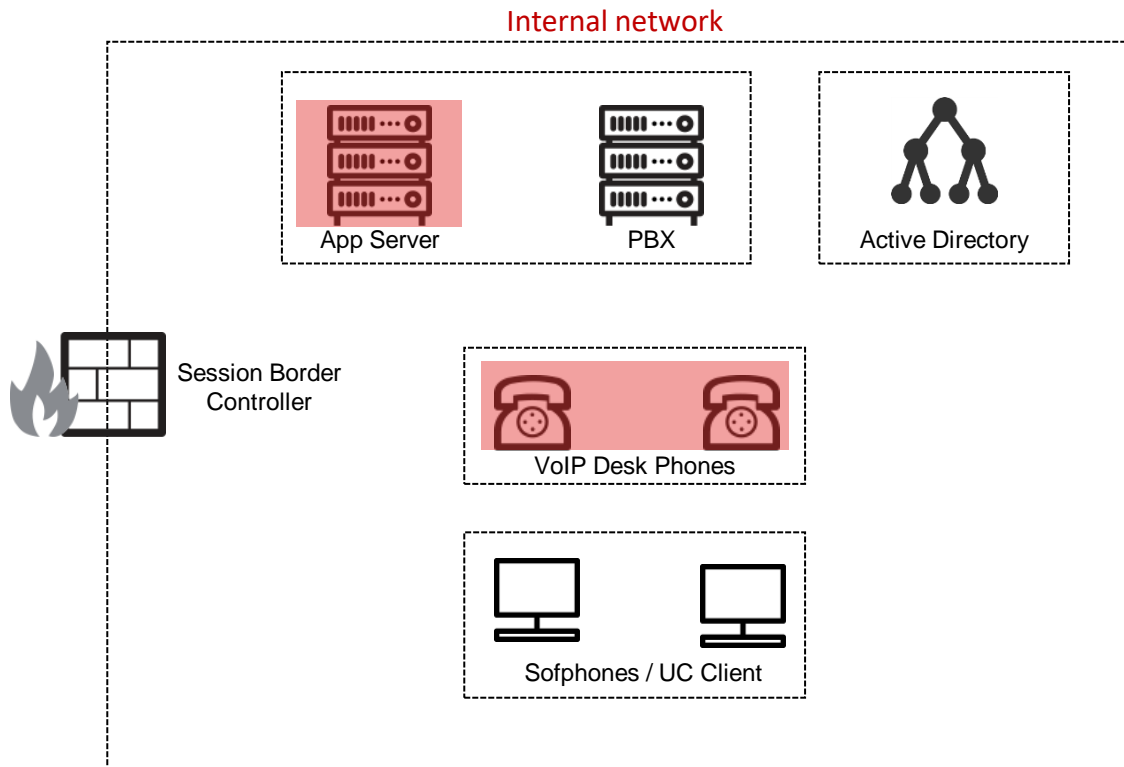 Internal network
App Server
PBX
Active Directory
Session Border
Controller
VoIP Desk Phones
Sofphones / UC Client